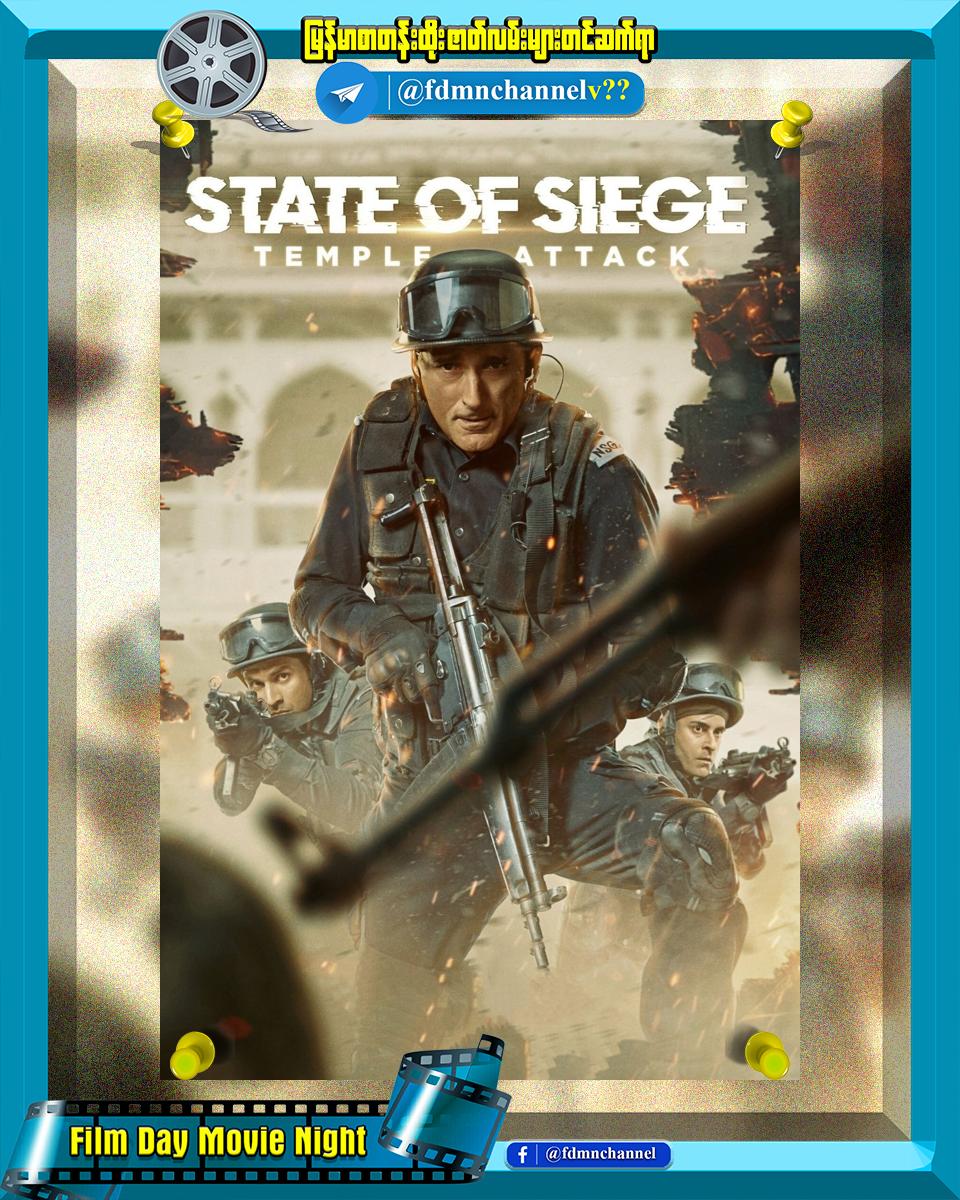 မြန်မာစာတန်းထိုးဇာတ်လမ်းများတင်ဆက်ရာ
@fdmnchannelv??
STATE OF SIEGE
TEMPLE ATTACK
NSG
Film Day Movie Night
f @fdmnchannel